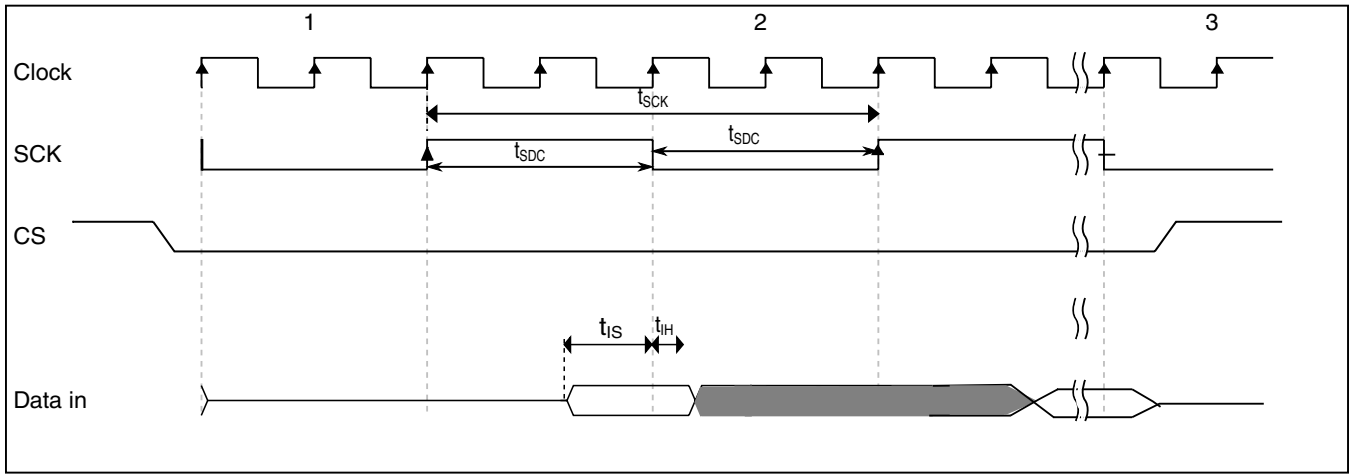 1 2 3
Clock
tSCK
SCK
tSDC tSDC
CS
tIS tIH
Data in